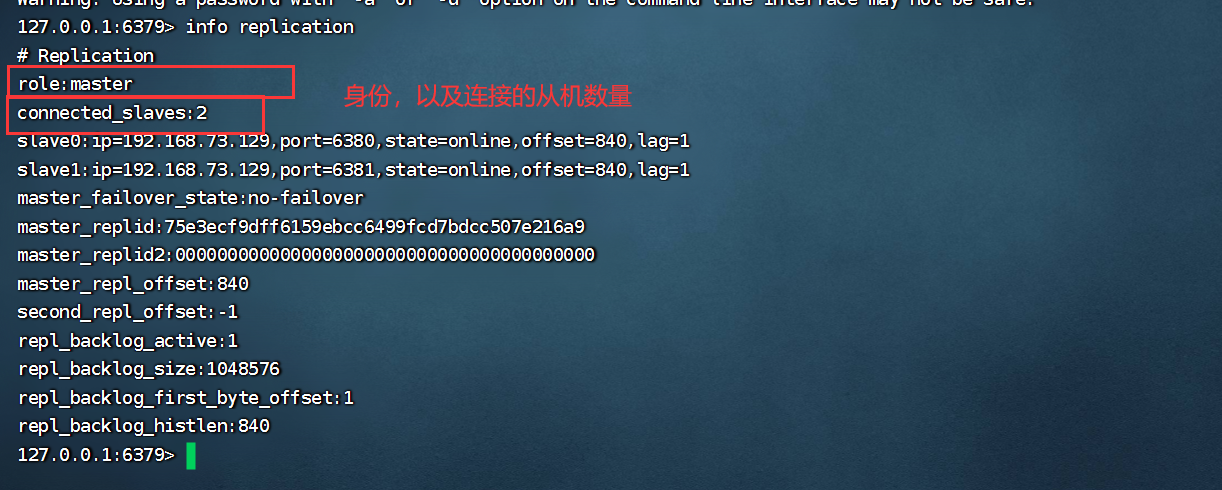 Warning: Using a password with '-a' or '-u' option on the command line interface may not be safe.
127.0.0.1:6379> info replication
# Replication
role:master
身份，以及连接的从机数量
connected_slaves:2
slave0:ip=192.168.73.129,port=6380,state=online,offset=840,lag=1
slave1:ip=192.168.73.129,port=6381,state=online,offset=840,lag=1
master_failover_state:no-failover
master_replid:75e3ecf9dff6159ebcc6499fcd7bdcc507e216a9
master_replid2:0000000000000000000000000000000000000000
master_repl_offset:840
second_repl_offset:-1
repl_backlog_active:1
repl_backlog_size:1048576
repl_backlog_first_byte_offset:1
repl_backlog_histlen:840
127.0.0.1:6379>